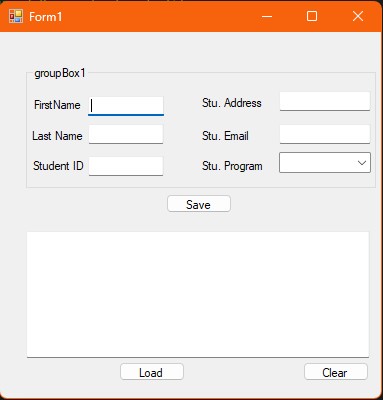 Form1
groupBox1
FirstName
Stu. Address
Last Name
Stu. Email
Student ID
Stu. Program
Save
Load
Clear